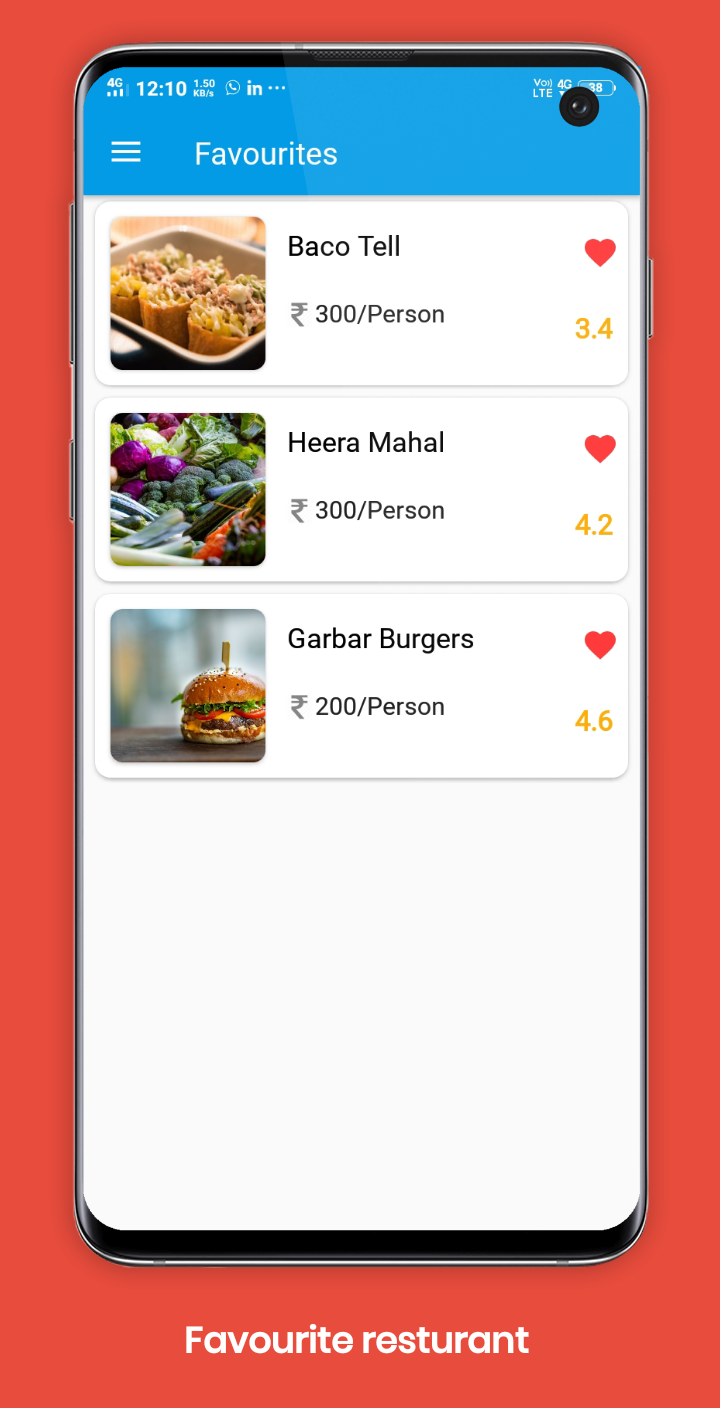 4G 12:10 1.50 KB/s in ... Vo)) LTE 4G 38
Favourites
Baco Tell
₹ 300/Person
3.4
Heera Mahal
₹ 300/Person
4.2
Garbar Burgers
₹ 200/Person
4.6
Favourite resturant